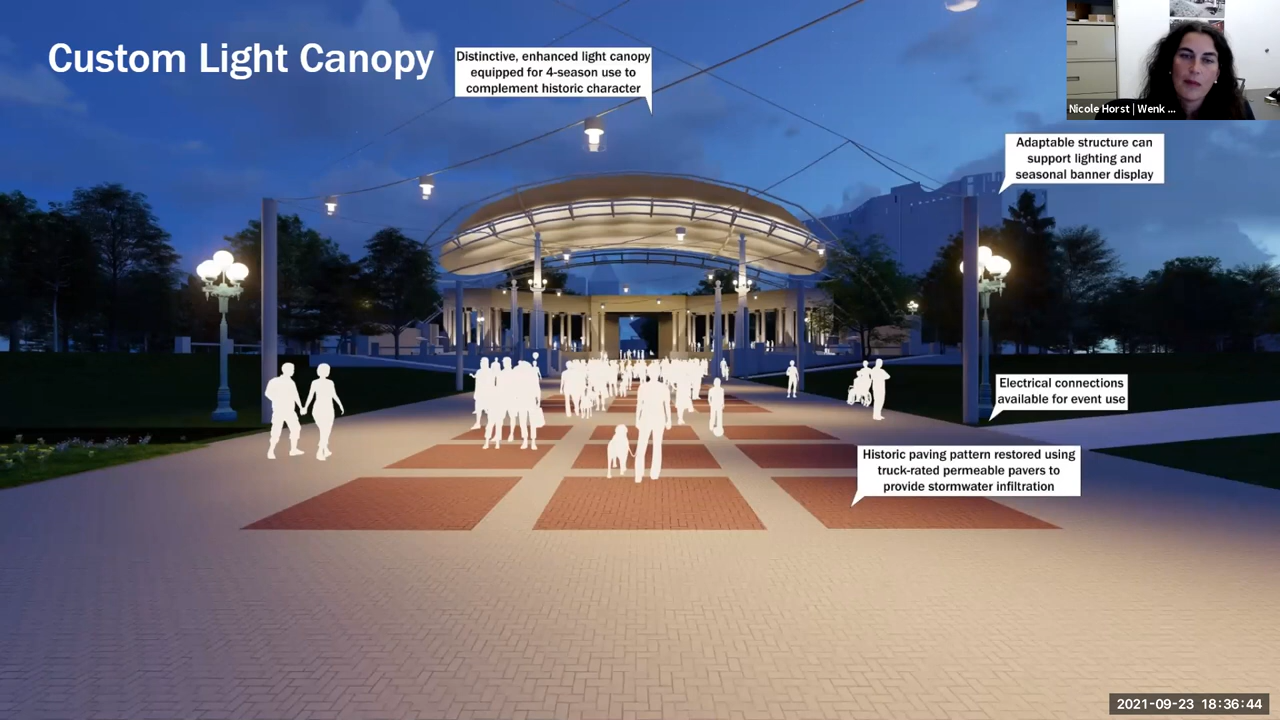 Custom Light Canopy
Distinctive, enhanced light canopy
equipped for 4-season use to
complement historic character
Nicole Horst | Wenk ...
Adaptable structure can
support lighting and
seasonal banner display
Electrical connections
available for event use
Historic paving pattern restored using
truck-rated permeable pavers to
provide stormwater infiltration
2021-09-23 18:36:44